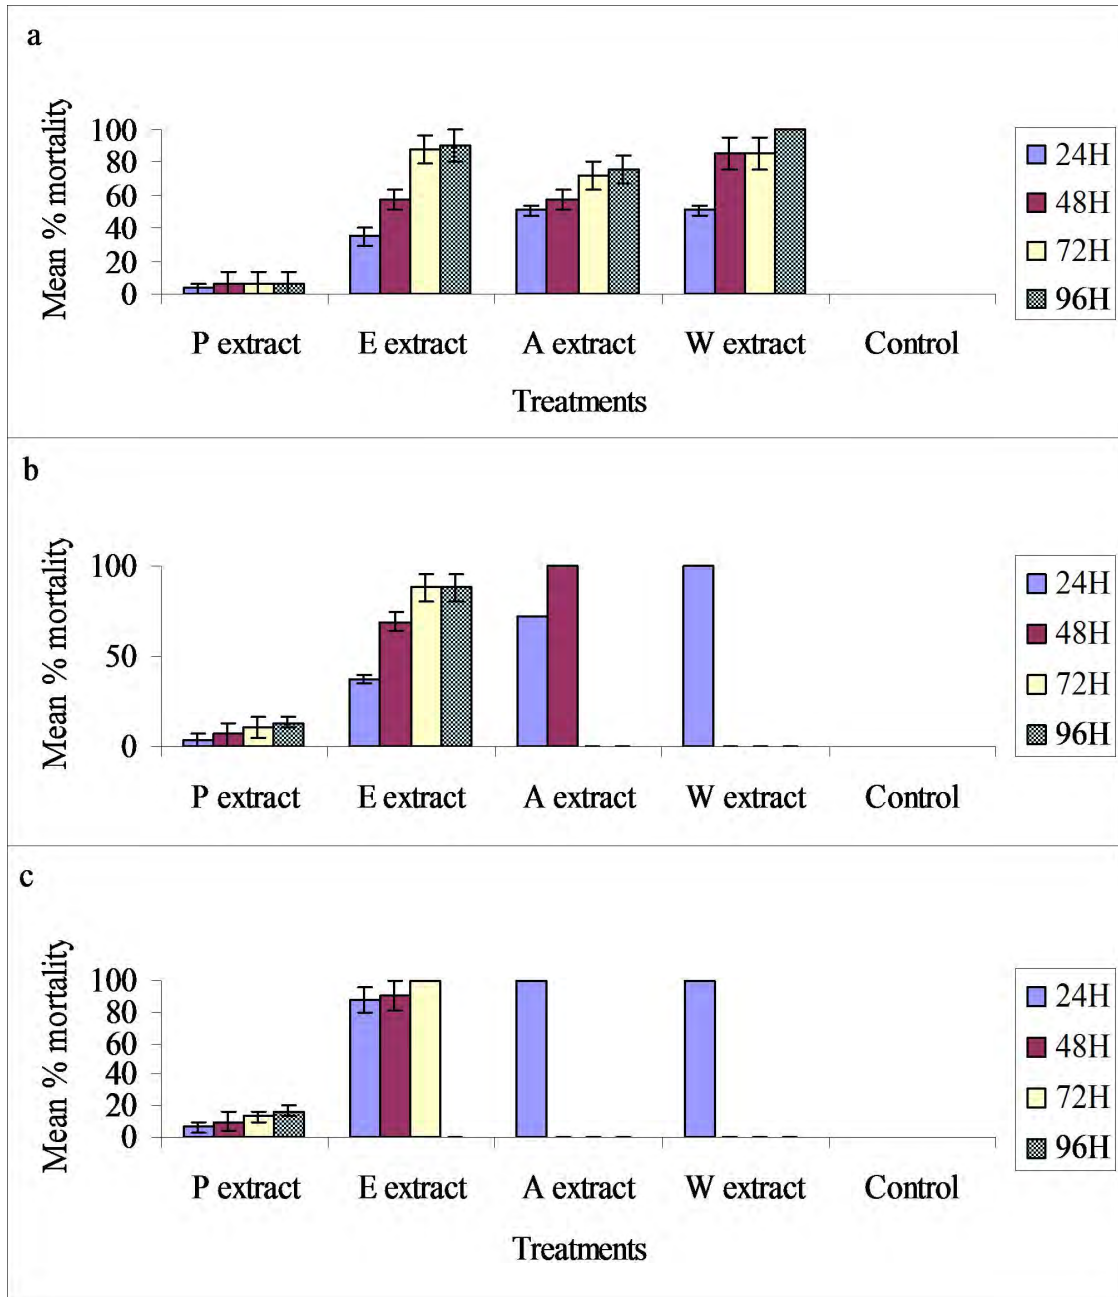 a
Mean % mortality
100
80
60
40
20
0
P extract
E extract
A extract
W extract
Control
Treatments
24H
48H
72H
96H
b
Mean % mortality
100
50
0
P extract
E extract
A extract
W extract
Control
24H
48H
72H
96H
c
Mean % mortality
100
80
60
40
20
0
P extract
E extract
A extract
W extract
Control
Treatments
24H
48H
72H
96H